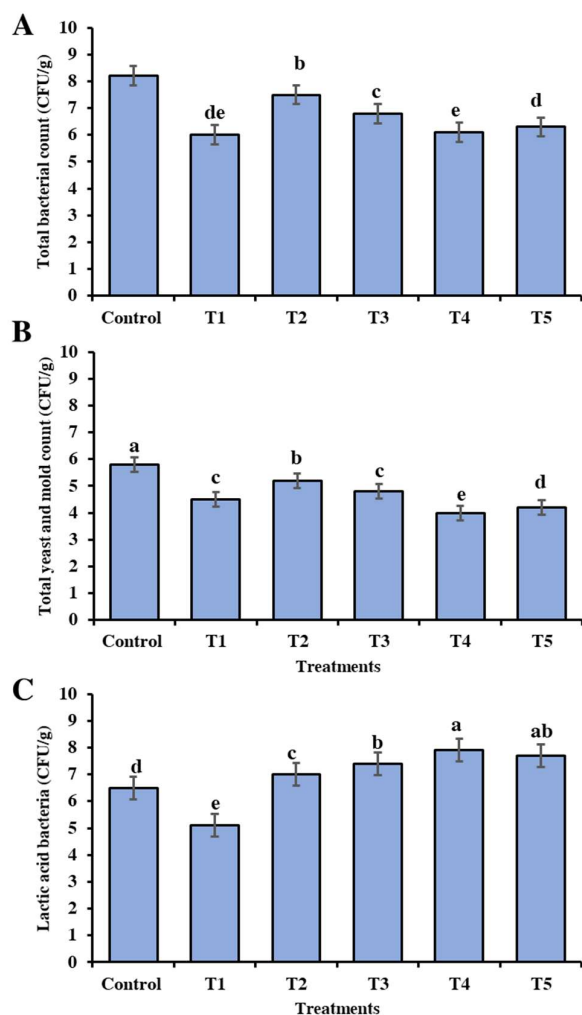 A
Total bacterial count (CFU/g)
10
9
8
7
6
5
4
3
2
1
0
de
b
c
e
d
Control T1 T2 T3 T4 T5
B
Total yeast and mold count (CFU/g)
10
9
8
7
6
5
4
3
2
1
0
a
c
b
c
e
d
Control T1 T2 T3 T4 T5
Treatments
C
Lactic acid bacteria (CFU/g)
10
9
8
7
6
5
4
3
2
1
0
d
e
c
b
a
ab
Control T1 T2 T3 T4 T5
Treatments